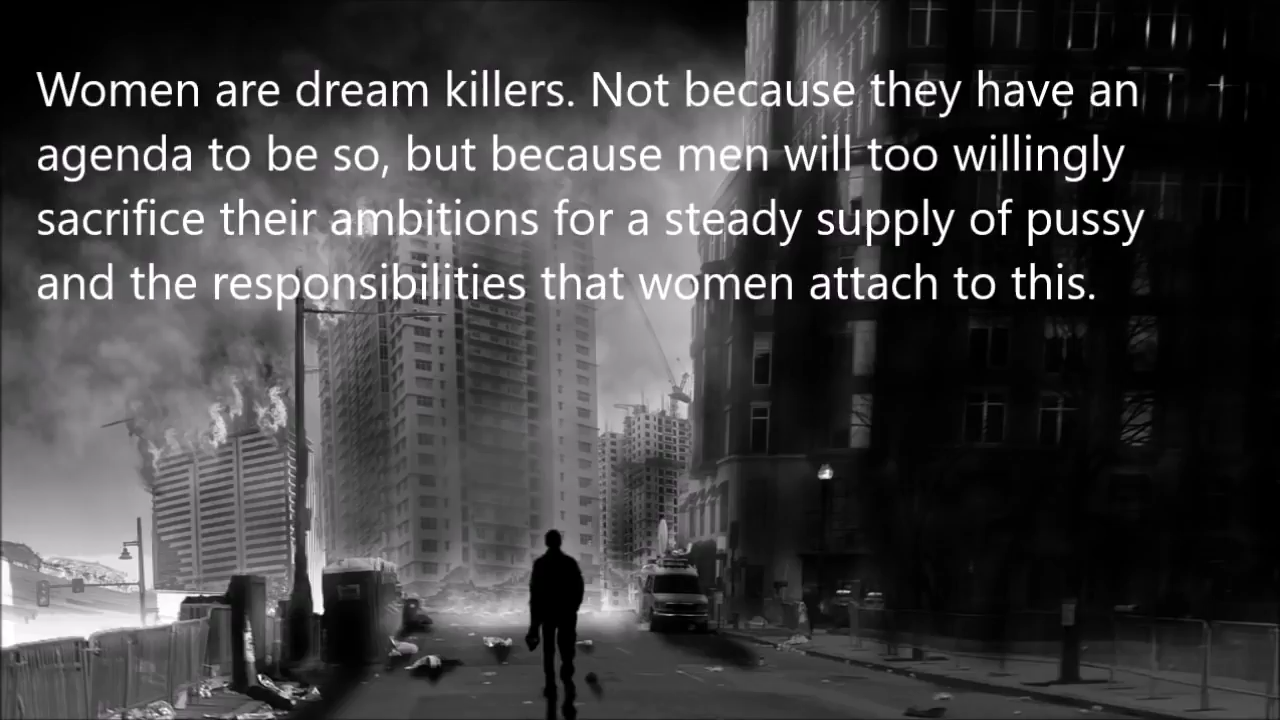 Women are dream killers. Not because they have an
agenda to be so, but because men will too willingly
sacrifice their ambitions for a steady supply of pussy
and the responsibilities that women attach to this.